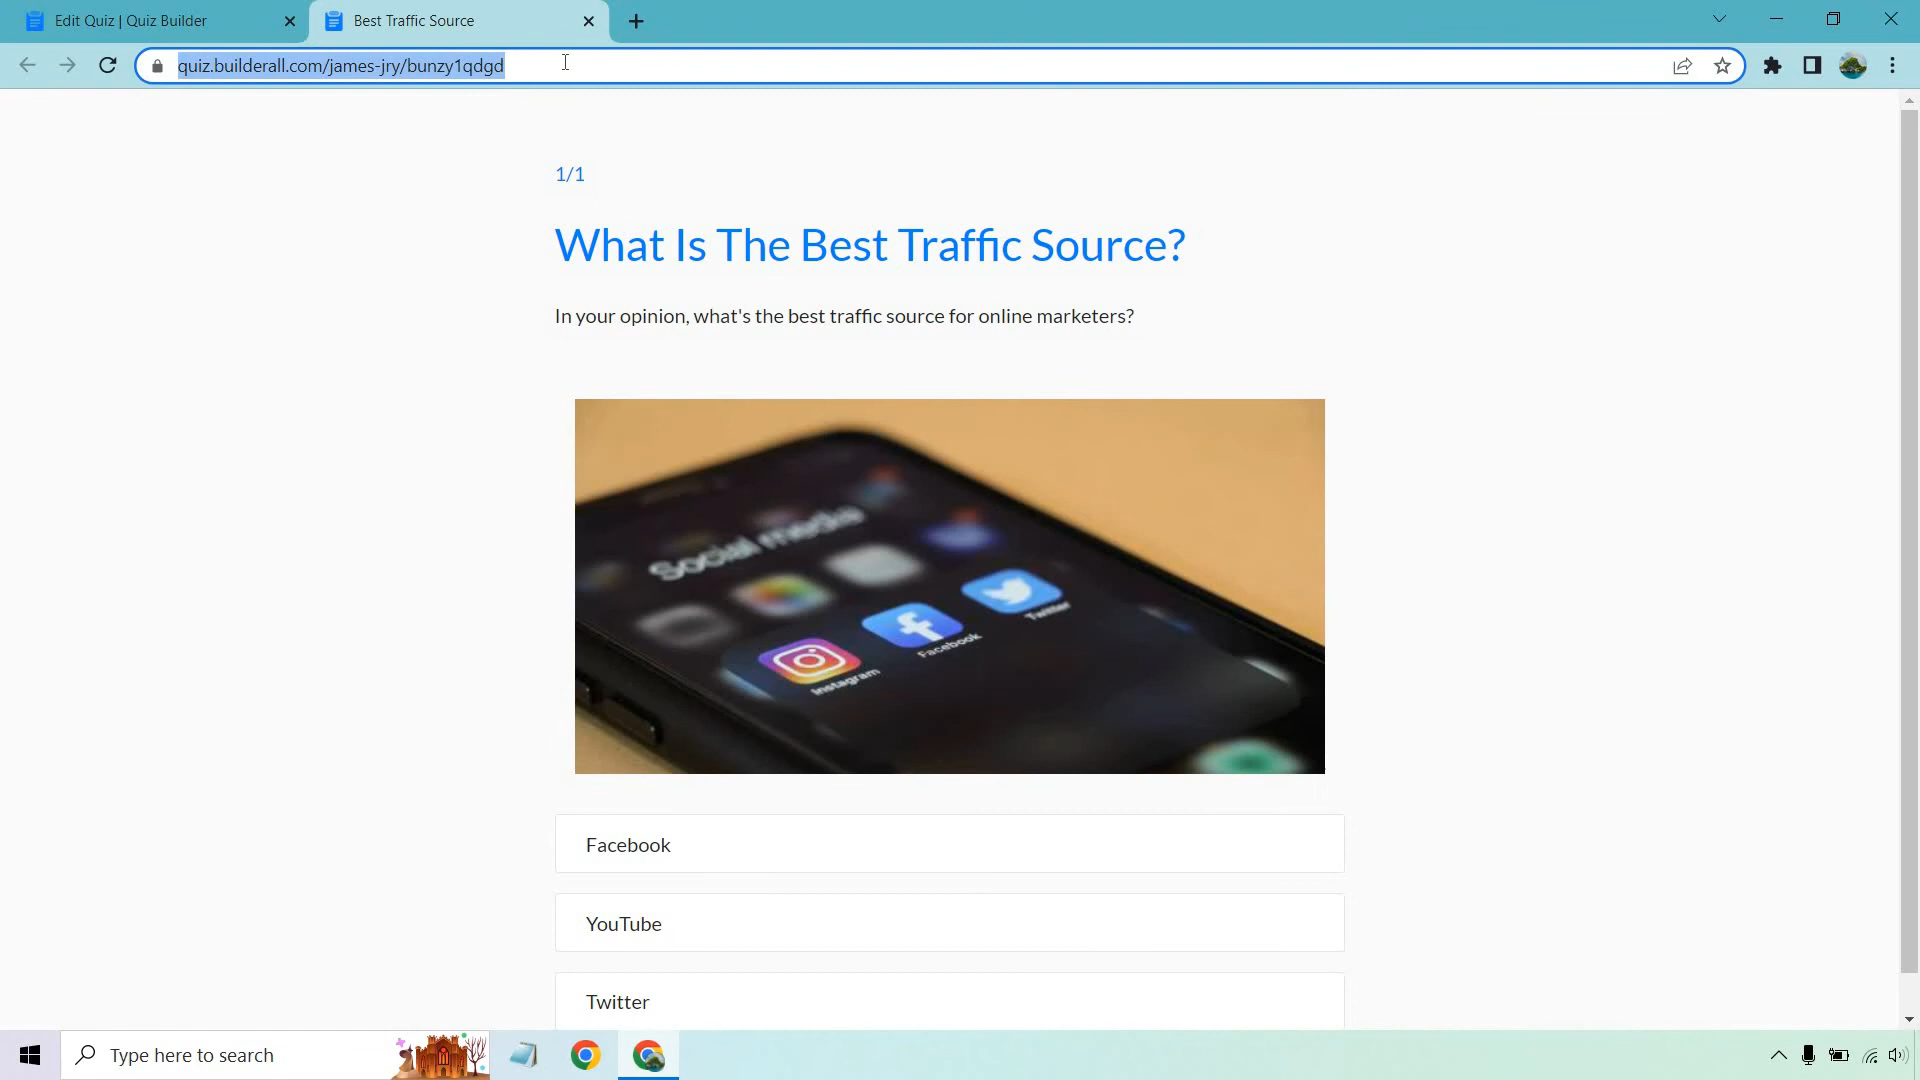 Edit Quiz | Quiz Builder
Best Traffic Source
quiz.builderall.com/james-jry/bunzy1qdgd
1/1
What Is The Best Traffic Source?
In your opinion, what's the best traffic source for online marketers?
Social media
Twitter
Facebook
Instagram
Facebook
YouTube
Twitter
Type here to search